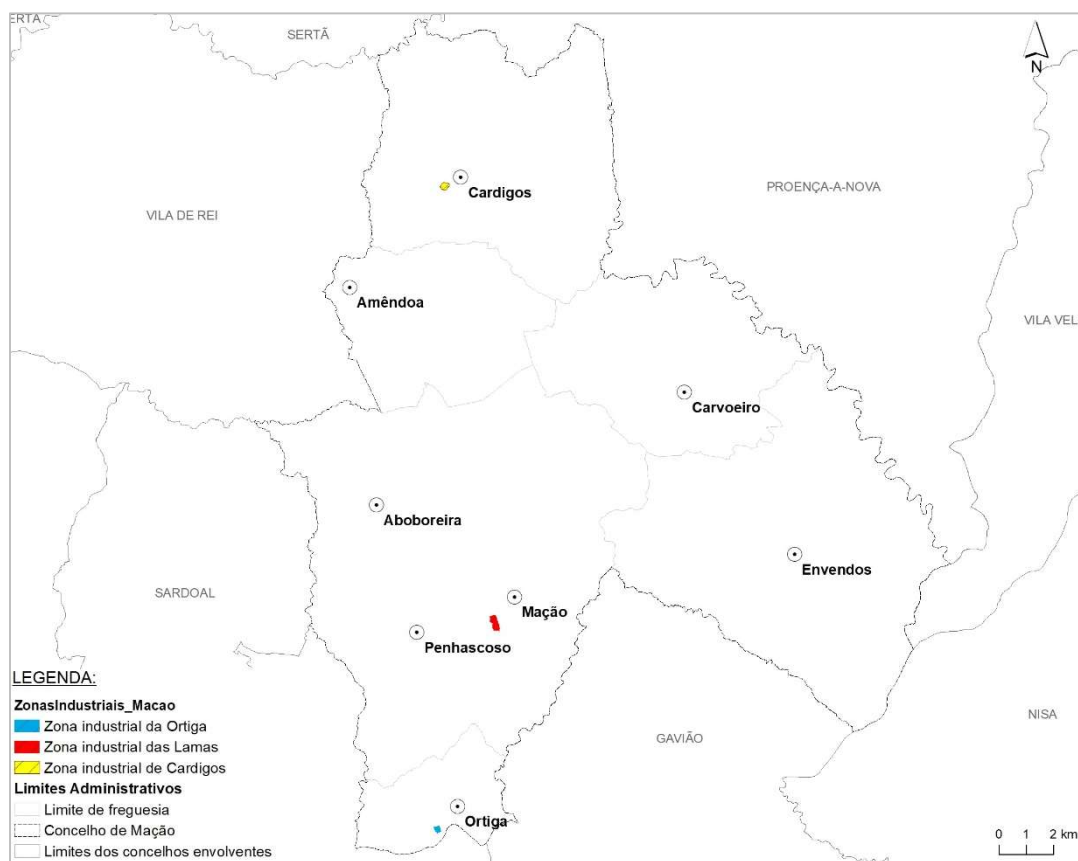 ERTÃ
SERTÃ
N
PROENÇA-A-NOVA
Cardigos
VILA DE REI
Amêndoa
VILA VEL
Carvoeiro
Aboboreira
Envendos
SARDOAL
Mação
Penhascoso
LEGENDA:
ZonasIndustriais_Macao
Zona industrial da Ortiga
Zona industrial das Lamas
Zona industrial de Cardigos
Limites Administrativos
Limite de freguesia
Concelho de Mação
Limites dos concelhos envolventes
NISA
GAVIÃO
Ortiga
0 1 2 km